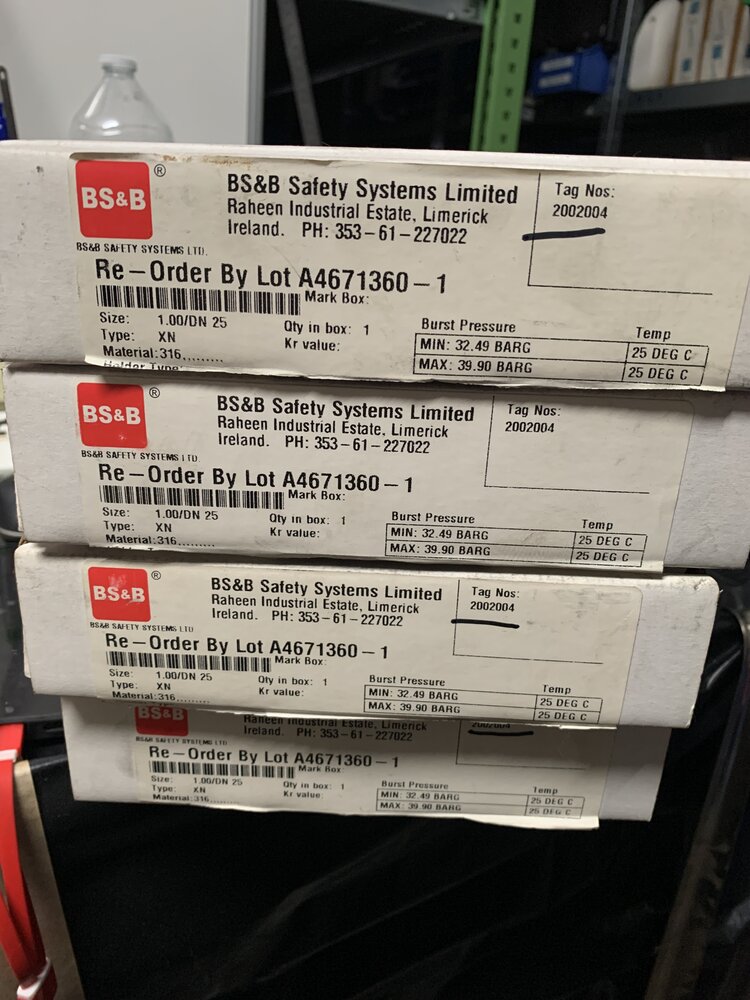 BS&B ®
BS&B SAFETY SYSTEMS LTD.
BS&B Safety Systems Limited
Raheen Industrial Estate, Limerick
Ireland. PH: 353-61-227022
Tag Nos:
2002004
Re-Order By Lot A4671360-1
Mark Box:
Size: 1.00/DN 25
Type: XN
Material:316.........
Holder Type
Qty in box: 1
Kr value:
Burst Pressure
Temp
MIN: 32.49 BARG 25 DEG C
MAX: 39.90 BARG 25 DEG C
BS&B ®
BS&B SAFETY SYSTEMS LTD.
BS&B Safety Systems Limited
Raheen Industrial Estate, Limerick
Ireland. PH: 353-61-227022
Tag Nos:
2002004
Re-Order By Lot A4671360-1
Mark Box:
Size: 1.00/DN 25
Type: XN
Material:316.........
Qty in box: 1
Kr value:
Burst Pressure
Temp
MIN: 32.49 BARG 25 DEG C
MAX: 39.90 BARG 25 DEG C
BS&B ®
BS&B SAFETY SYSTEMS LTD
BS&B Safety Systems Limited
Raheen Industrial Estate, Limerick
Ireland. PH: 353-61-227022
Tag Nos:
2002004
Re-Order By Lot A4671360-1
Mark Box:
Size: 1.00/DN 25
Type: XN
Material:316.........
Qty in box: 1
Kr value:
Burst Pressure
Temp
MIN: 32.49 BARG 25 DEG C
MAX: 39.90 BARG 25 DEG C
BS&B
BS&B SAFETY SYSTEMS LTD
Raheen Industrial Estate, Limerick
Ireland. PH: 353-61-227022
2002004
Re-Order By Lot A4671360-1
Mark Box:
Size: 1.00/DN 25
Type: XN
Material:316.........
Qty in box: 1
Kr value:
Burst Pressure
Temp
MIN: 32.49 BARG 25 DEG C
MAX: 39.90 BARG 25 DEG C